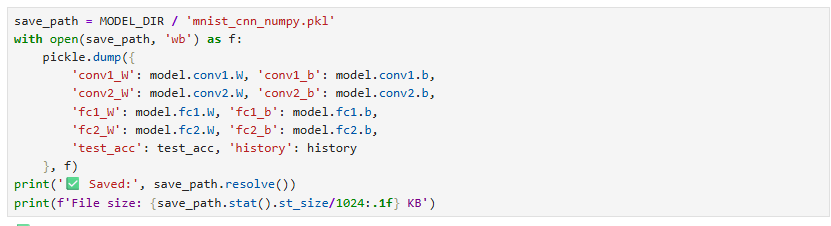 save_path = MODEL_DIR / 'mnist_cnn_numpy.pkl'
with open(save_path, 'wb') as f:
    pickle.dump({
        'conv1_W': model.conv1.W, 'conv1_b': model.conv1.b,
        'conv2_W': model.conv2.W, 'conv2_b': model.conv2.b,
        'fc1_W': model.fc1.W, 'fc1_b': model.fc1.b,
        'fc2_W': model.fc2.W, 'fc2_b': model.fc2.b,
        'test_acc': test_acc, 'history': history
    }, f)
print('✅ Saved:', save_path.resolve())
print(f'File size: {save_path.stat().st_size/1024:.1f} KB')